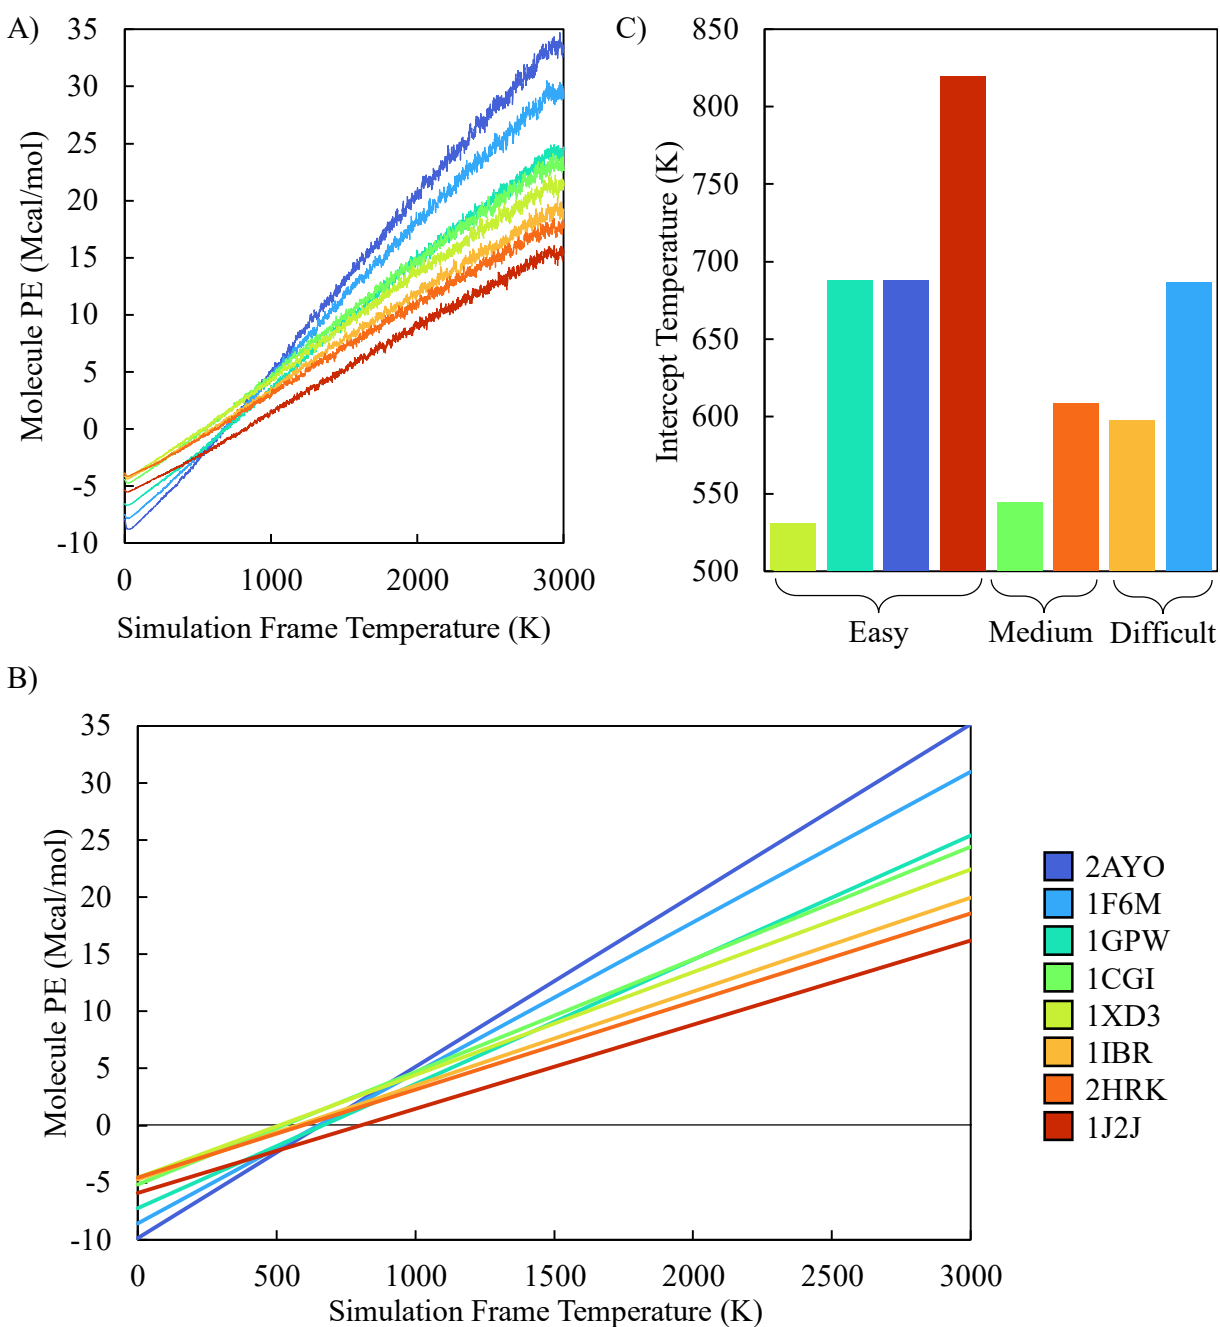 A)
Molecule PE (Mcal/mol)
35
30
25
20
15
10
5
0
-5
-10
0
1000
2000
3000
Simulation Frame Temperature (K)
C)
Intercept Temperature (K)
850
800
750
700
650
600
550
500
Easy
Medium
Difficult
B)
Molecule PE (Mcal/mol)
35
30
25
20
15
10
5
0
-5
-10
0
500
1000
1500
2000
2500
3000
Simulation Frame Temperature (K)
2AYO
1F6M
1GPW
1CGI
1XD3
1IBR
2HRK
1J2J